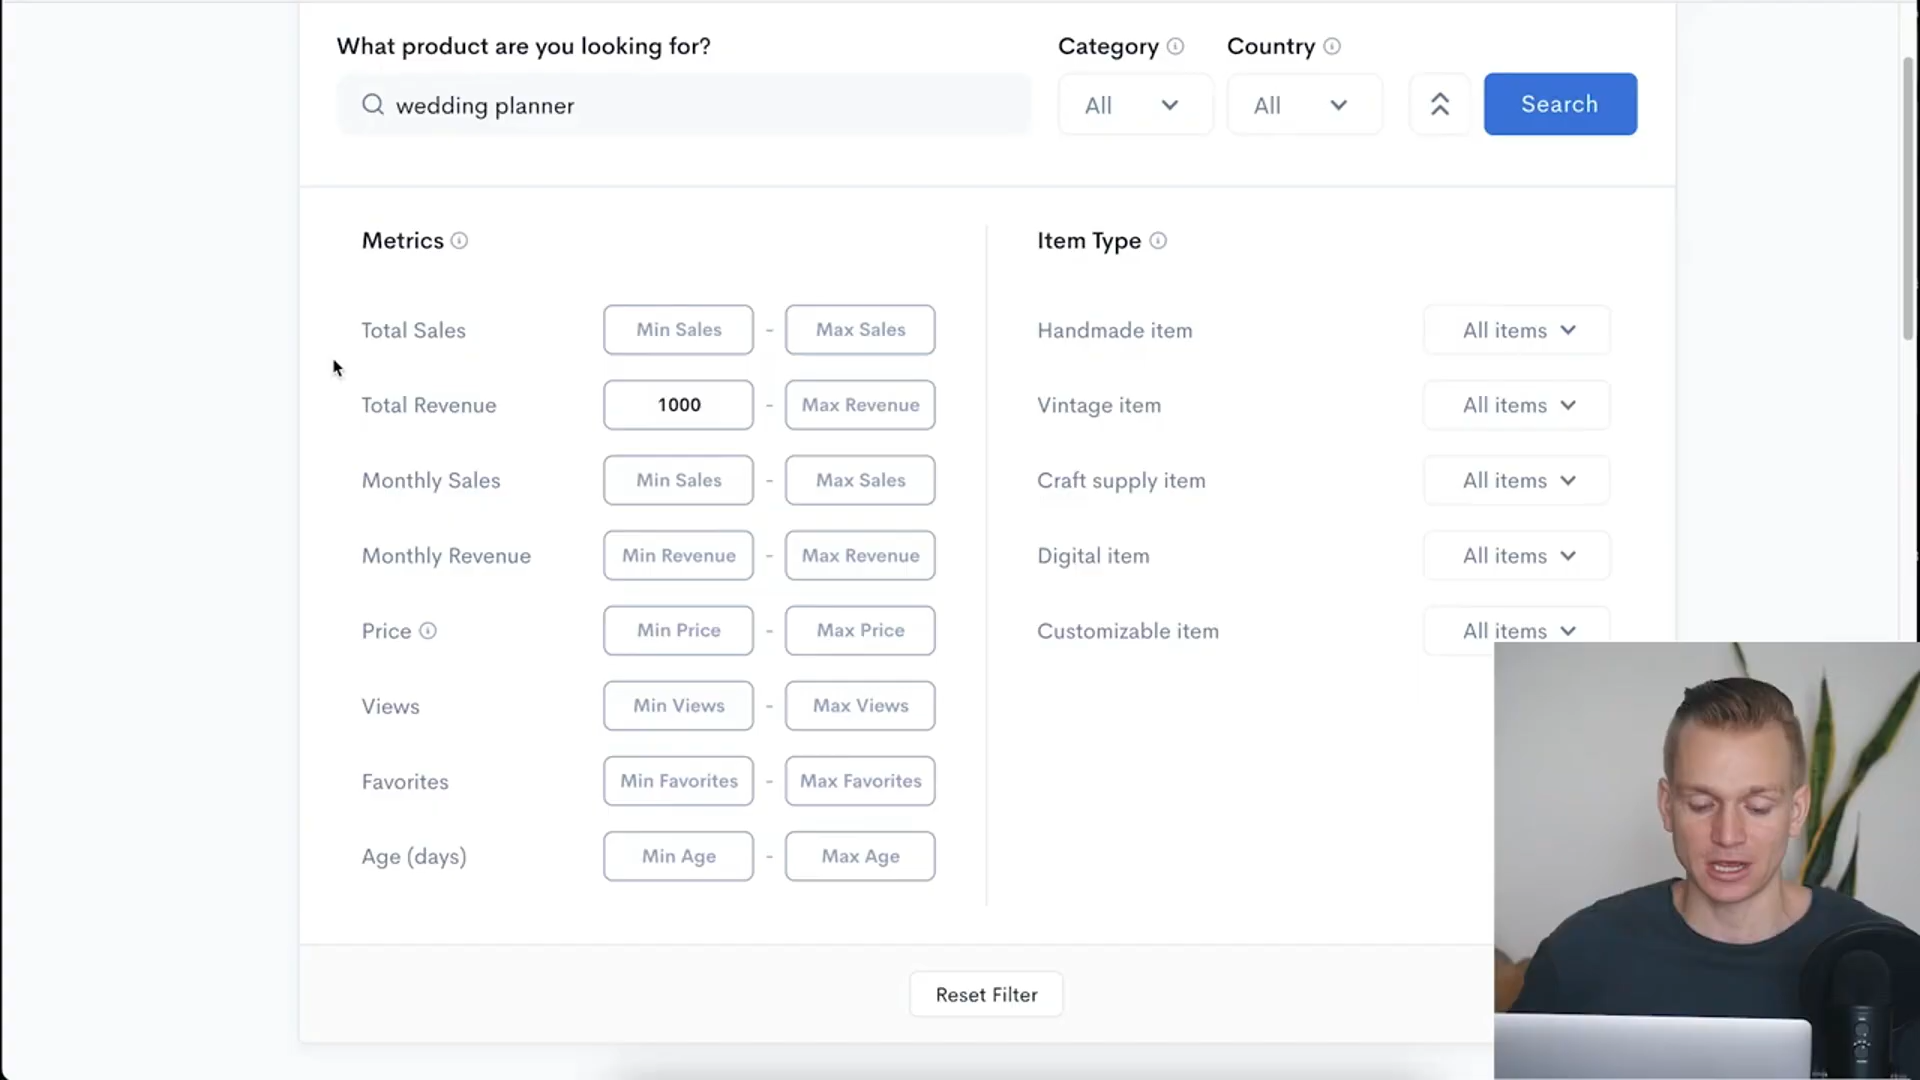 What product are you looking for?
Category
Country
wedding planner
All
All
Search
Metrics
Item Type
Total Sales
Min Sales - Max Sales
Handmade item
All items
Total Revenue
1000 - Max Revenue
Vintage item
All items
Monthly Sales
Min Sales - Max Sales
Craft supply item
All items
Monthly Revenue
Min Revenue - Max Revenue
Digital item
All items
Price
Min Price - Max Price
Customizable item
All items
Views
Min Views - Max Views
Favorites
Min Favorites - Max Favorites
Age (days)
Min Age - Max Age
Reset Filter